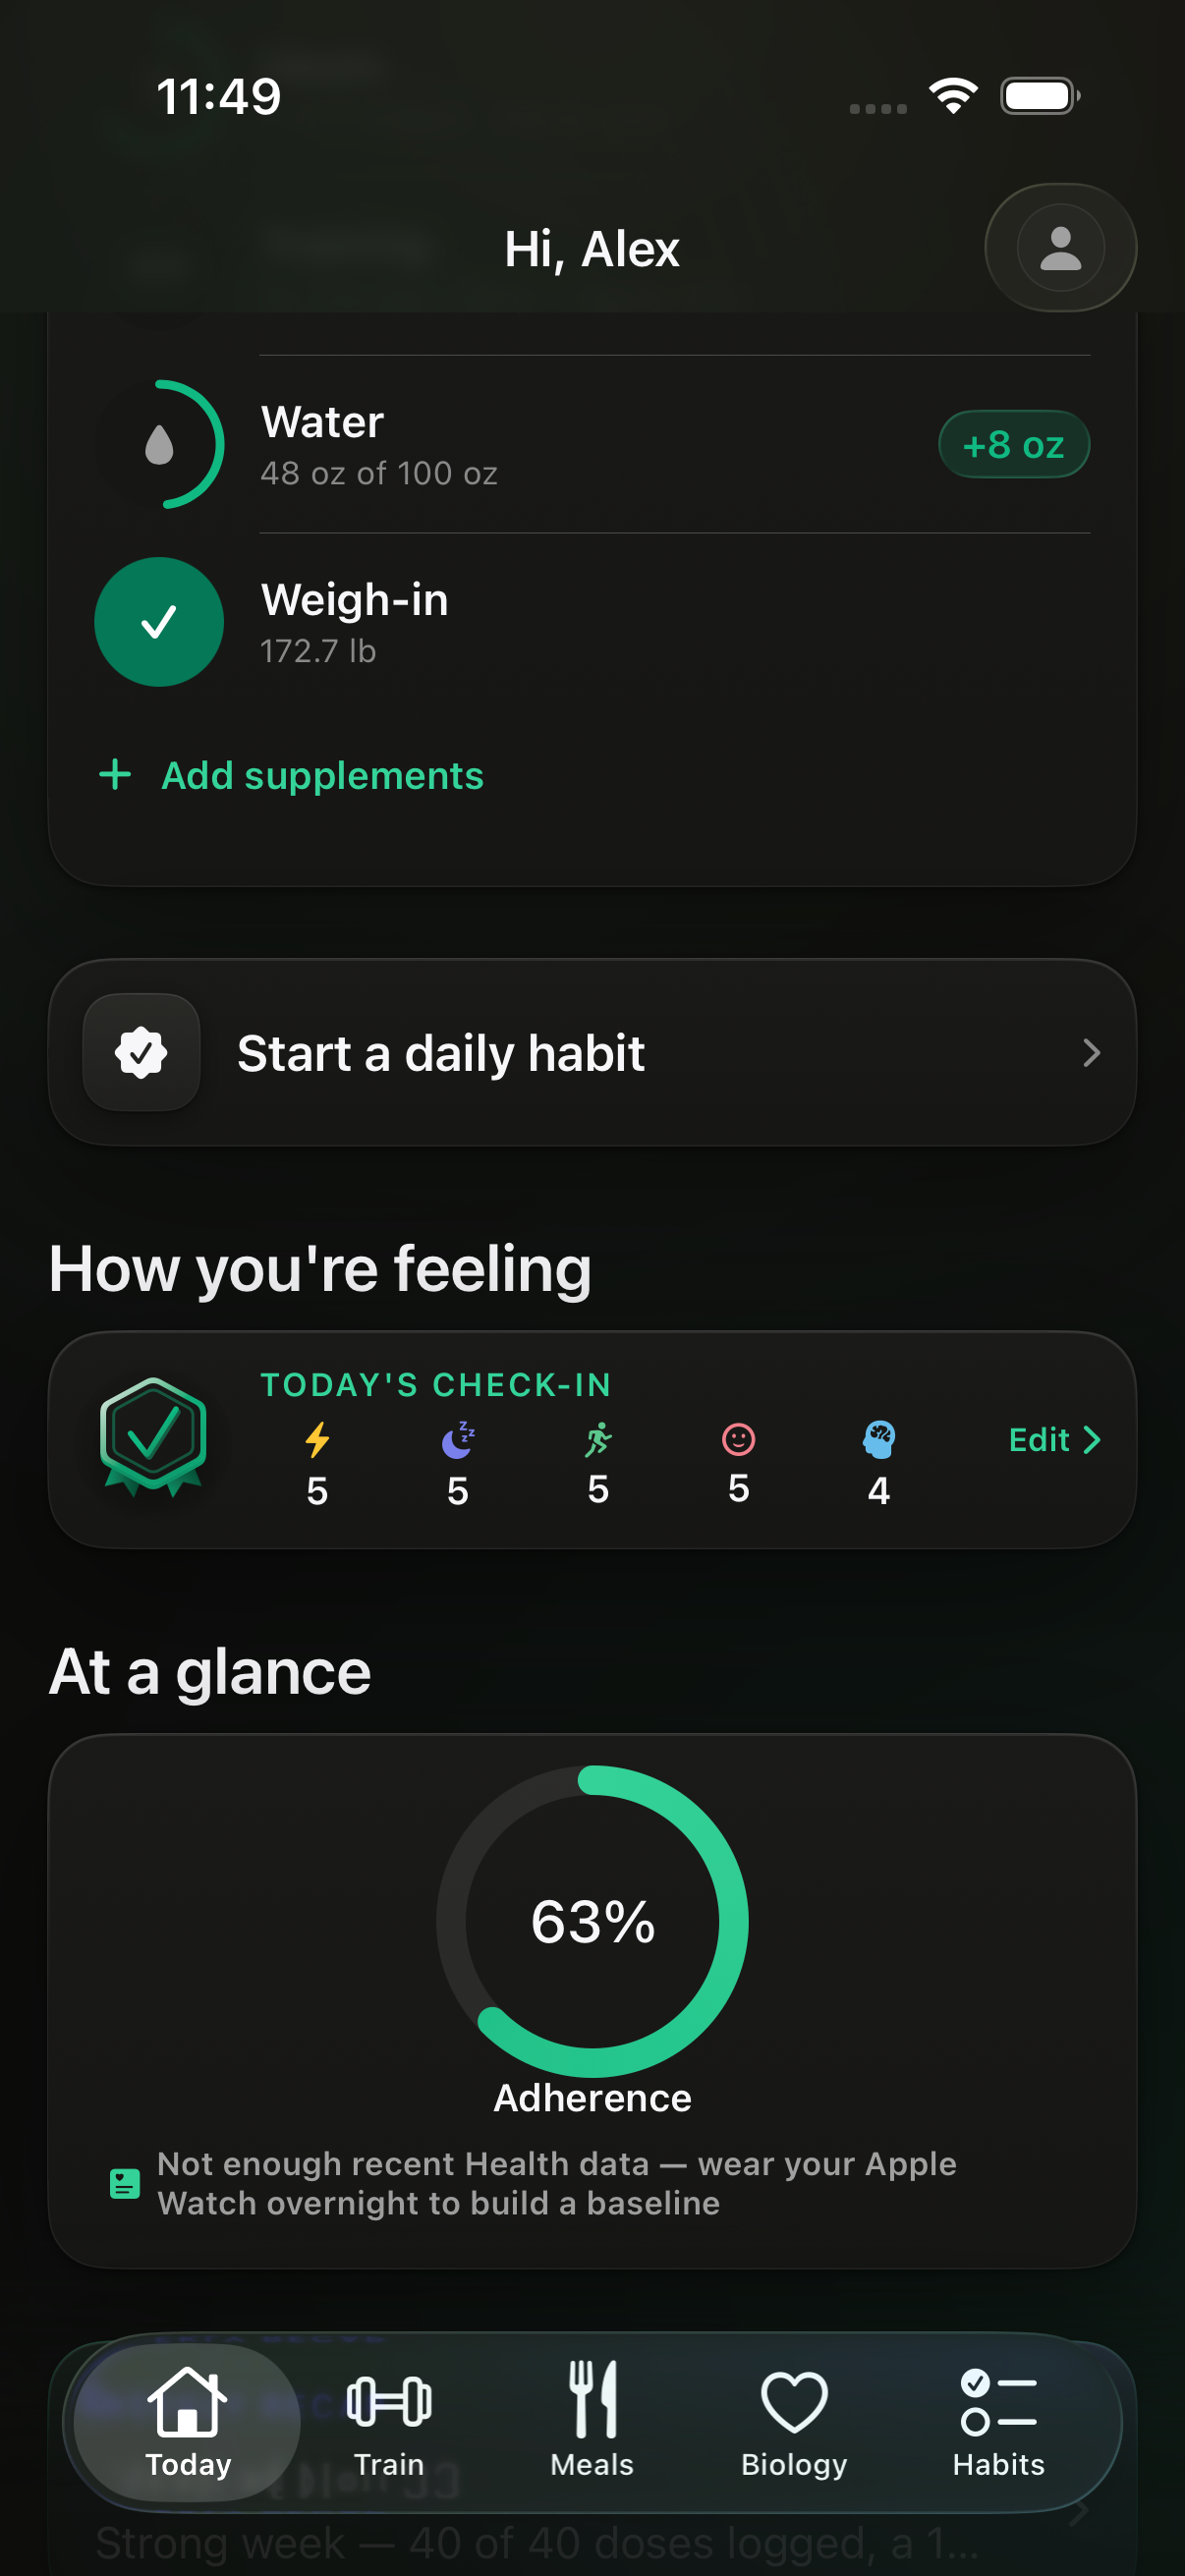 11:49
Hi, Alex
Water
48 oz of 100 oz
+8 oz
Weigh-in
172.7 lb
Add supplements
Start a daily habit
How you're feeling
TODAY'S CHECK-IN
5 5 5 5 4
Edit
At a glance
63%
Adherence
Not enough recent Health data — wear your Apple
Watch overnight to build a baseline
Today Train Meals Biology Habits
Strong week — 40 of 40 doses logged, a 1...